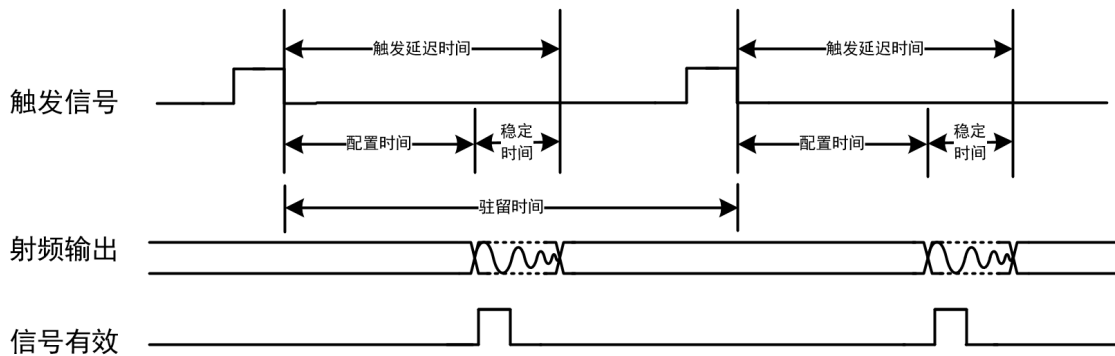 触发延迟时间
触发延迟时间
触发信号
配置时间
稳定
时间
配置时间
稳定
时间
驻留时间
射频输出
信号有效